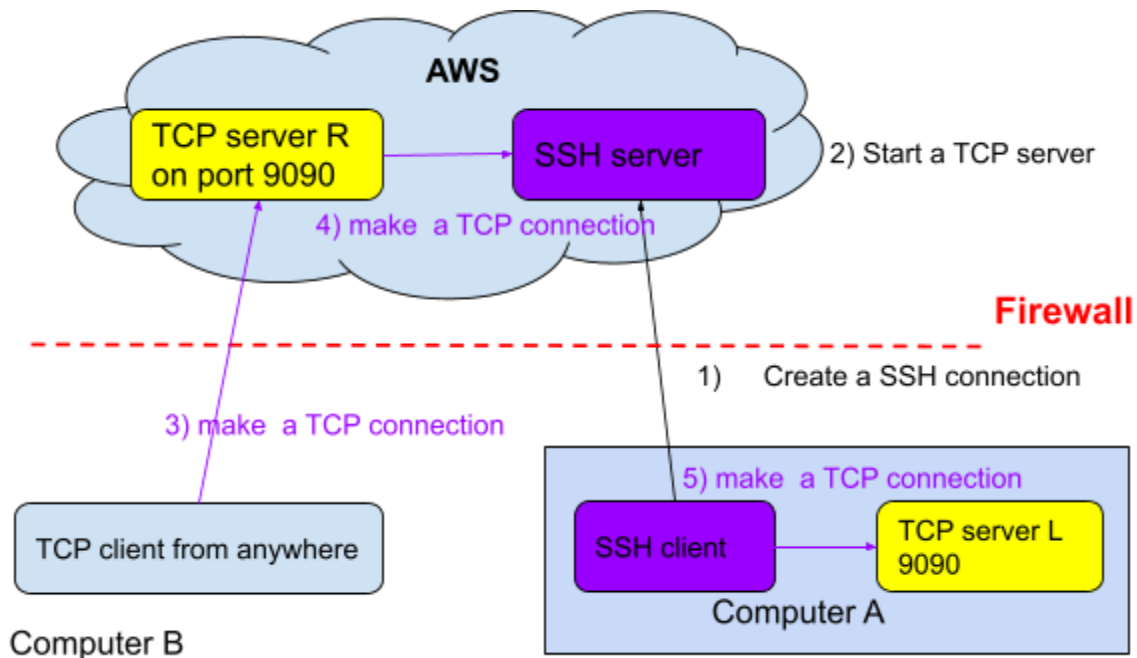 AWS
TCP server R
on port 9090
SSH server
2) Start a TCP server
4) make a TCP connection
Firewall
1) Create a SSH connection
3) make a TCP connection
5) make a TCP connection
TCP client from anywhere
SSH client
TCP server L
9090
Computer A
Computer B